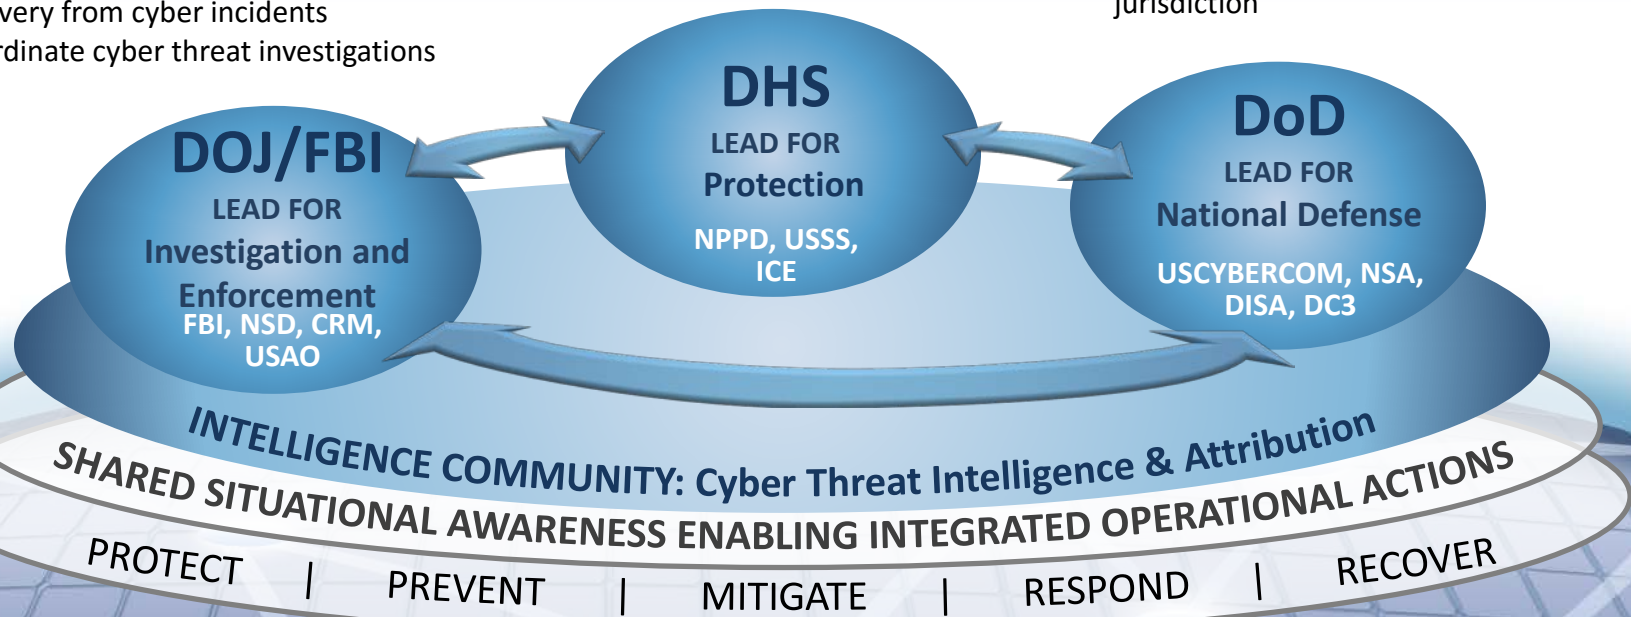 very from cyber incidents
rdinate cyber threat investigations
jurisdiction
DOJ/FBI
LEAD FOR
Investigation and
Enforcement
FBI, NSD, CRM,
USAO
DHS
LEAD FOR
Protection
NPPD, USSS,
ICE
DoD
LEAD FOR
National Defense
USCYBERCOM, NSA,
DISA, DC3
INTELLIGENCE COMMUNITY: Cyber Threat Intelligence & Attribution
SHARED SITUATIONAL AWARENESS ENABLING INTEGRATED OPERATIONAL ACTIONS
PROTECT | PREVENT | MITIGATE | RESPOND | RECOVER